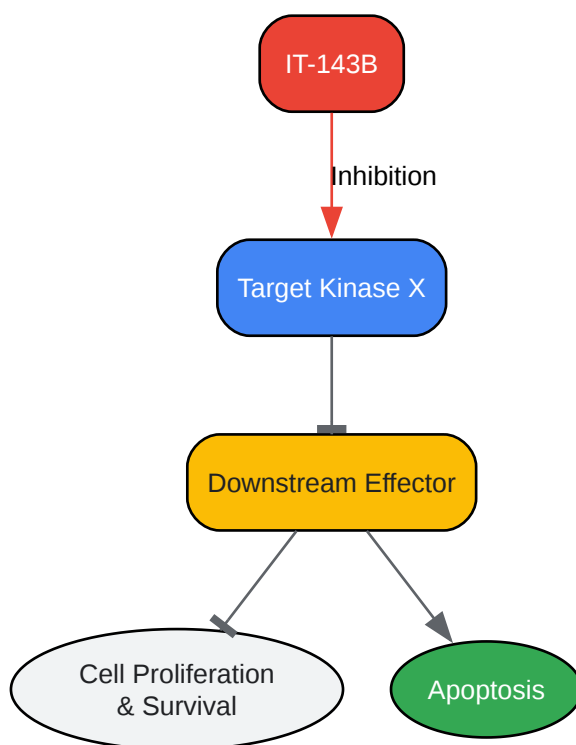 IT-143B
Inhibition
Target Kinase X
Downstream Effector
Cell Proliferation
& Survival
Apoptosis